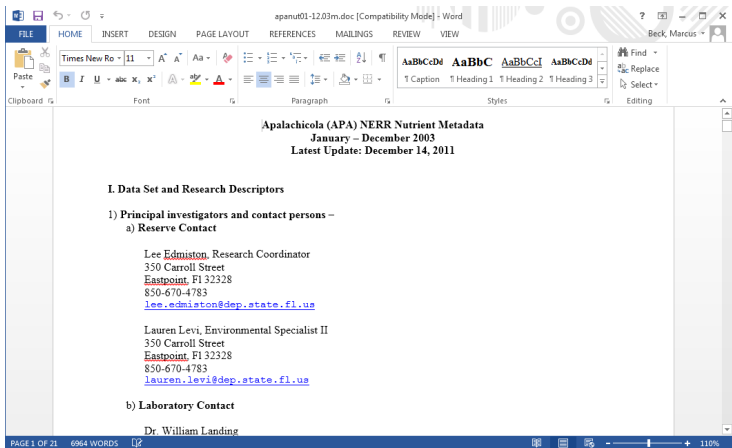 apanut01-12.03m.doc [Compatibility Mode] - Word
FILE HOME INSERT DESIGN PAGE LAYOUT REFERENCES MAILINGS REVIEW VIEW Beck, Marcus
Times New Ro 11 A A Aa Find
AaBbCcDd AaBbC AaBbCcI AaBbCcDd Replace
Paste B I U abc x₂ x² A A ¶ Caption ¶ Heading 1 ¶ Heading 2 ¶ Heading 3 Select
Clipboard Font Paragraph Styles Editing
Apalachicola (APA) NERR Nutrient Metadata
January – December 2003
Latest Update: December 14, 2011
I. Data Set and Research Descriptors
1) Principal investigators and contact persons –
a) Reserve Contact
Lee Edmiston, Research Coordinator
350 Carroll Street
Eastpoint, Fl 32328
850-670-4783
lee.edmiston@dep.state.fl.us
Lauren Levi, Environmental Specialist II
350 Carroll Street
Eastpoint, Fl 32328
850-670-4783
lauren.levi@dep.state.fl.us
b) Laboratory Contact
Dr. William Landing
PAGE 1 OF 21 6964 WORDS 110%